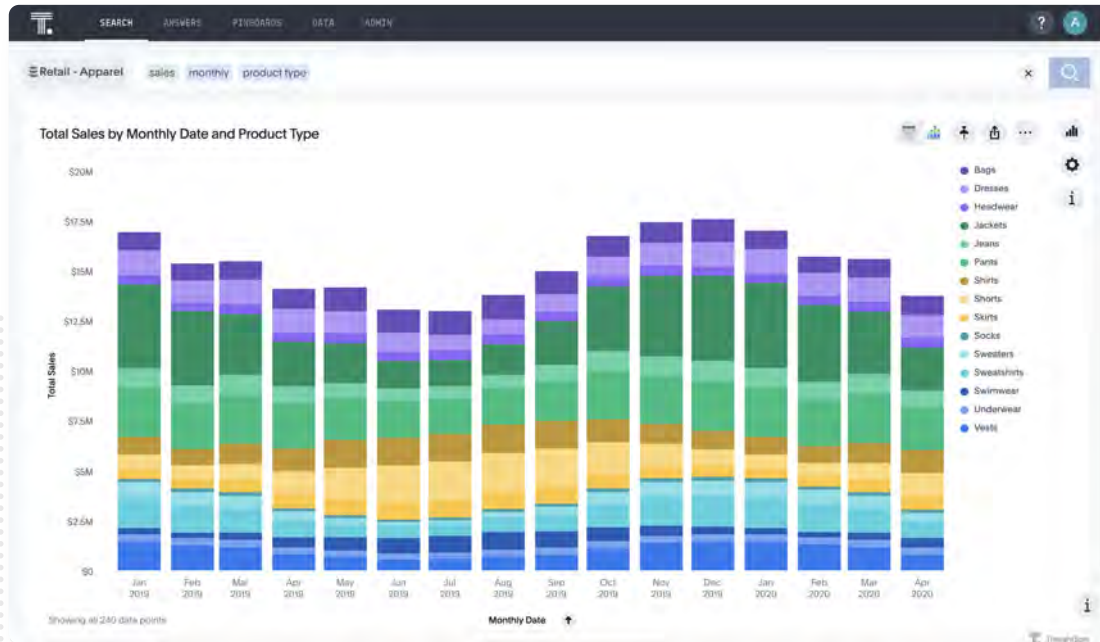 T.
SEARCH ANSWERS PINBOARDS DATA ADMIN
? A
Retail - Apparel sales monthly product type
Total Sales by Monthly Date and Product Type
$20M
$17.5M
$15M
$12.5M
$10M
$7.5M
$5M
$2.5M
$0
Total Sales
Bags
Dresses
Headwear
Jackets
Jeans
Pants
Shirts
Shorts
Skirts
Socks
Sweaters
Sweatshirts
Swimwear
Underwear
Vests
Jan 2019
Feb 2019
Mar 2019
Apr 2019
May 2019
Jun 2019
Jul 2019
Aug 2019
Sep 2019
Oct 2019
Nov 2019
Dec 2019
Jan 2020
Feb 2020
Mar 2020
Apr 2020
Showing all 240 data points
Monthly Date